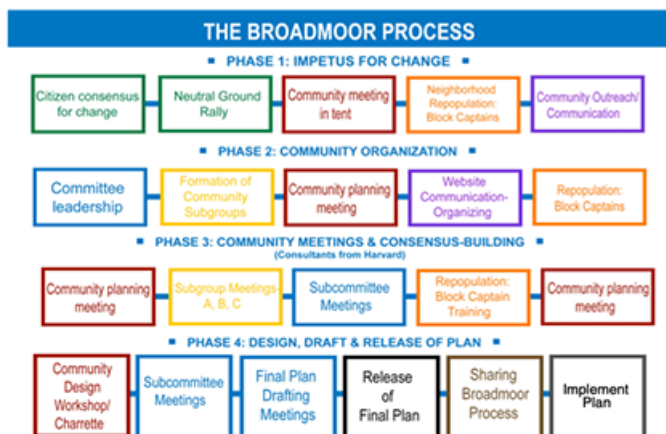 THE BROADMOOR PROCESS
PHASE 1: IMPETUS FOR CHANGE
Citizen consensus
for change
Neutral Ground
Rally
Community meeting
in tent
Neighborhood
Repopulation:
Block Captains
Community Outreach/
Communication
PHASE 2: COMMUNITY ORGANIZATION
Committee
leadership
Formation of
Community
Subgroups
Community planning
meeting
Website
Communication-
Organizing
Repopulation:
Block Captains
PHASE 3: COMMUNITY MEETINGS & CONSENSUS-BUILDING
(Consultants from Harvard)
Community planning
meeting
Subgroup Meetings-
A, B, C
Subcommittee
Meetings
Repopulation:
Block Captain
Training
Community planning
meeting
PHASE 4: DESIGN, DRAFT & RELEASE OF PLAN
Community
Design
Workshop/
Charrette
Subcommittee
Meetings
Final Plan
Drafting
Meetings
Release
of
Final Plan
Sharing
Broadmoor
Process
Implement
Plan